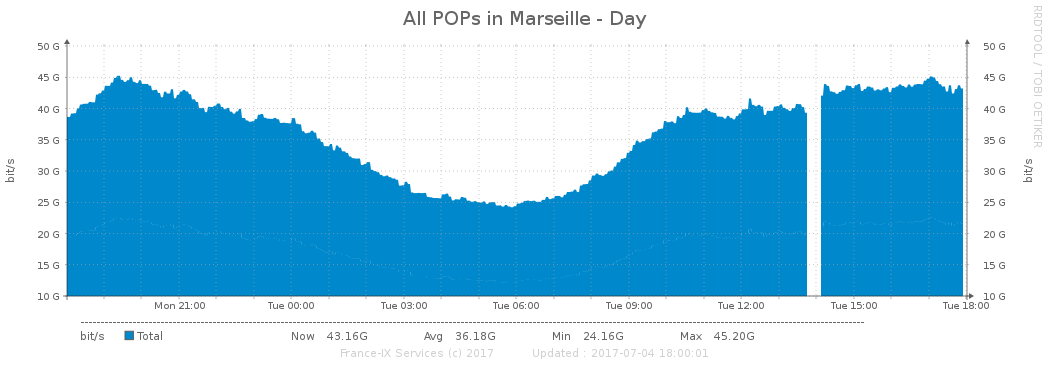 All POPs in Marseille - Day
RRDTOOL / TOBI OETIKER
50 G 50 G
45 G 45 G
40 G 40 G
35 G 35 G
30 G 30 G
25 G 25 G
20 G 20 G
15 G 15 G
10 G 10 G
bit/s bit/s
Mon 21:00 Tue 00:00 Tue 03:00 Tue 06:00 Tue 09:00 Tue 12:00 Tue 15:00 Tue 18:00
bit/s Total Now 43.16G Avg 36.18G Min 24.16G Max 45.20G
France-IX Services (c) 2017 Updated : 2017-07-04 18:00:01